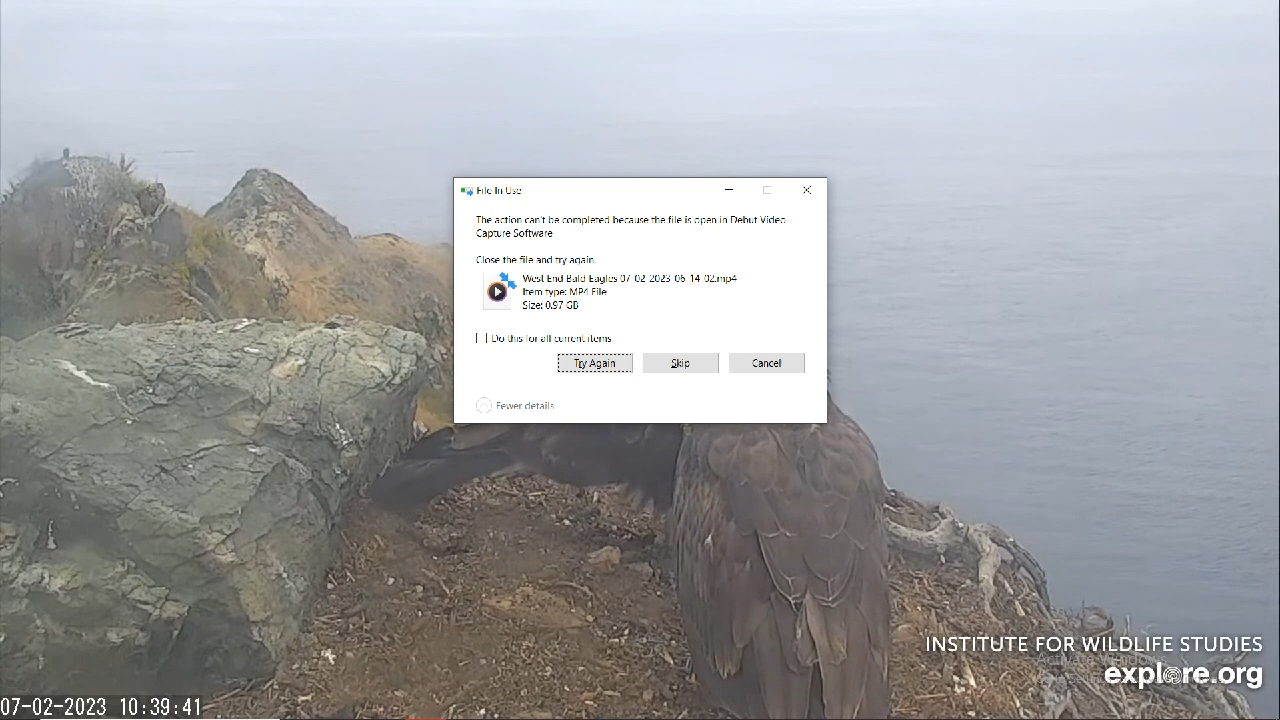 File In Use
The action can't be completed because the file is open in Debut Video
Capture Software
Close the file and try again.
West End Bald Eagles 07-02-2023-06-14-02.mp4
Item type: MP4 File
Size: 0.97 GB
Do this for all current items
Try Again
Skip
Cancel
Fewer details
INSTITUTE FOR WILDLIFE STUDIES
Activate Windows
explore.org
07-02-2023 10:39:41